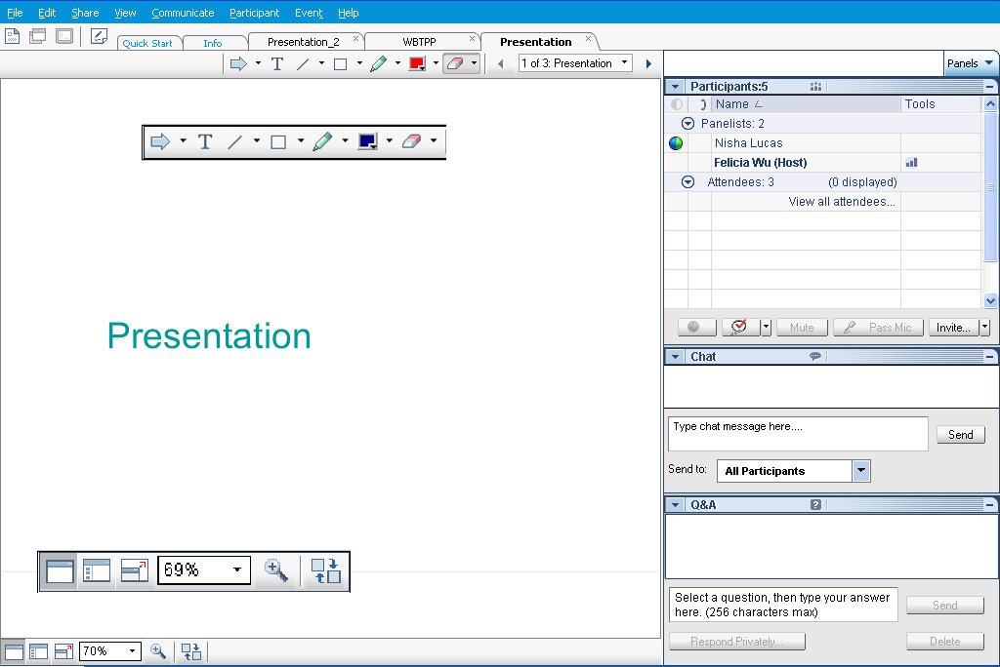 File Edit Share View Communicate Participant Event Help
Quick Start Info Presentation_2 WBTPP Presentation
T 1 of 3: Presentation Panels
Participants:5
Name Tools
Panelists: 2
Nisha Lucas
Felicia Wu (Host)
Attendees: 3 (0 displayed)
View all attendees...
Mute Pass Mic Invite...
T
Presentation
69%
70%
Chat
Type chat message here....
Send
Send to: All Participants
Q&A ?
Select a question, then type your answer
here. (256 characters max)
Send
Respond Privately... Delete